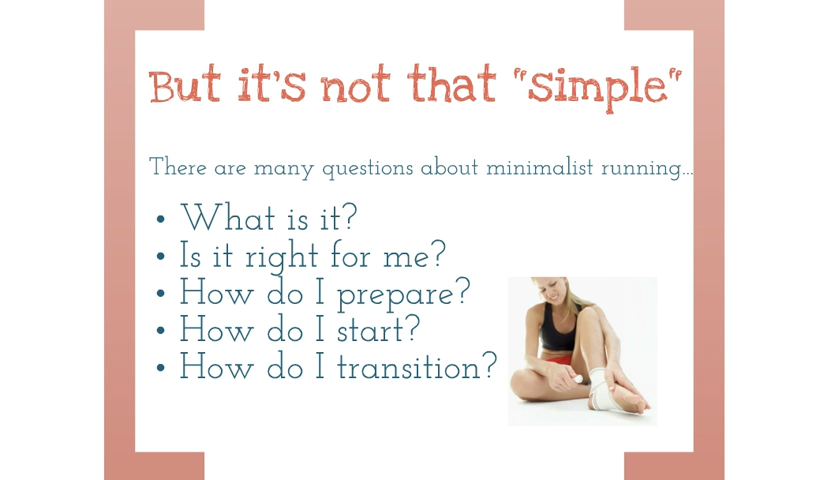 But it's not that "simple"
There are many questions about minimalist running...
• What is it?
• Is it right for me?
• How do I prepare?
• How do I start?
• How do I transition?